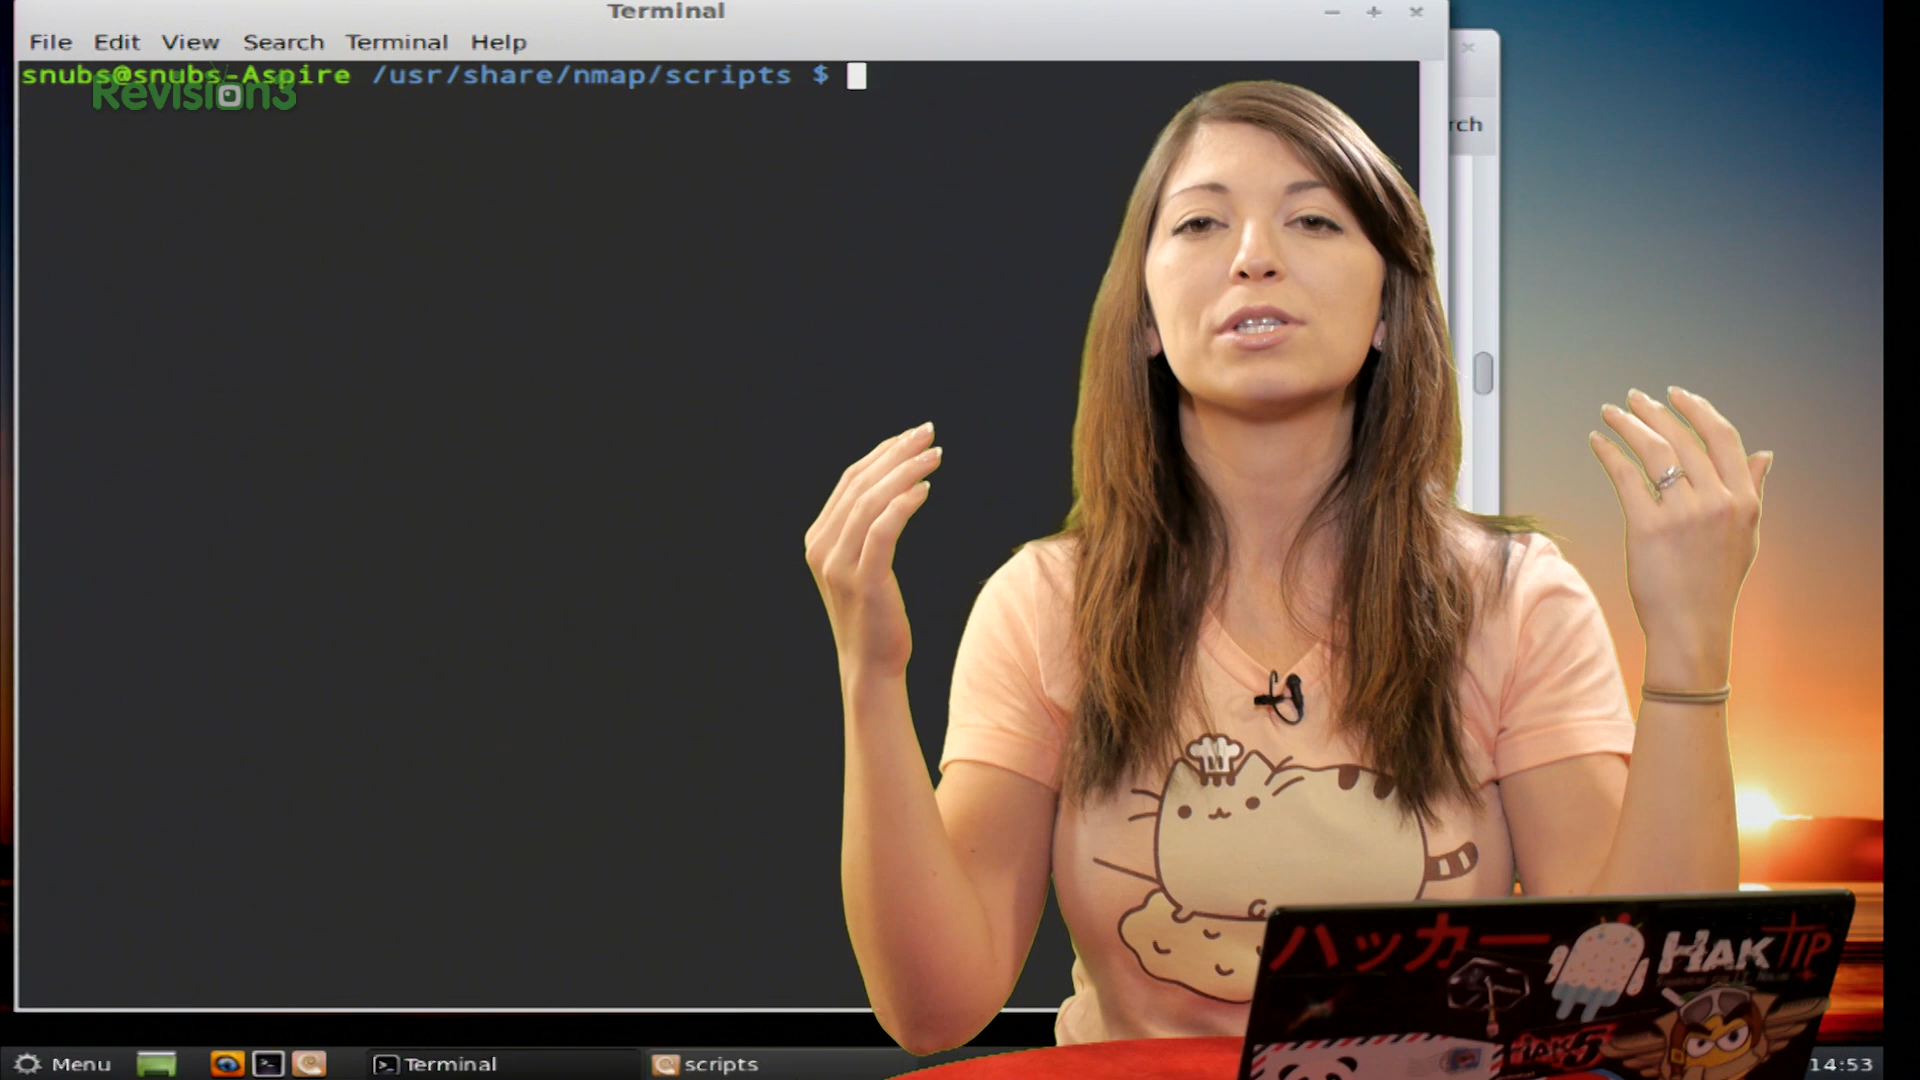 Terminal
File Edit View Search Terminal Help
snubs@snubs-Aspire /usr/share/nmap/scripts $
Revision3
rch
ハッカー
HAK TIP
HAK5
Menu
Terminal
scripts
14:53